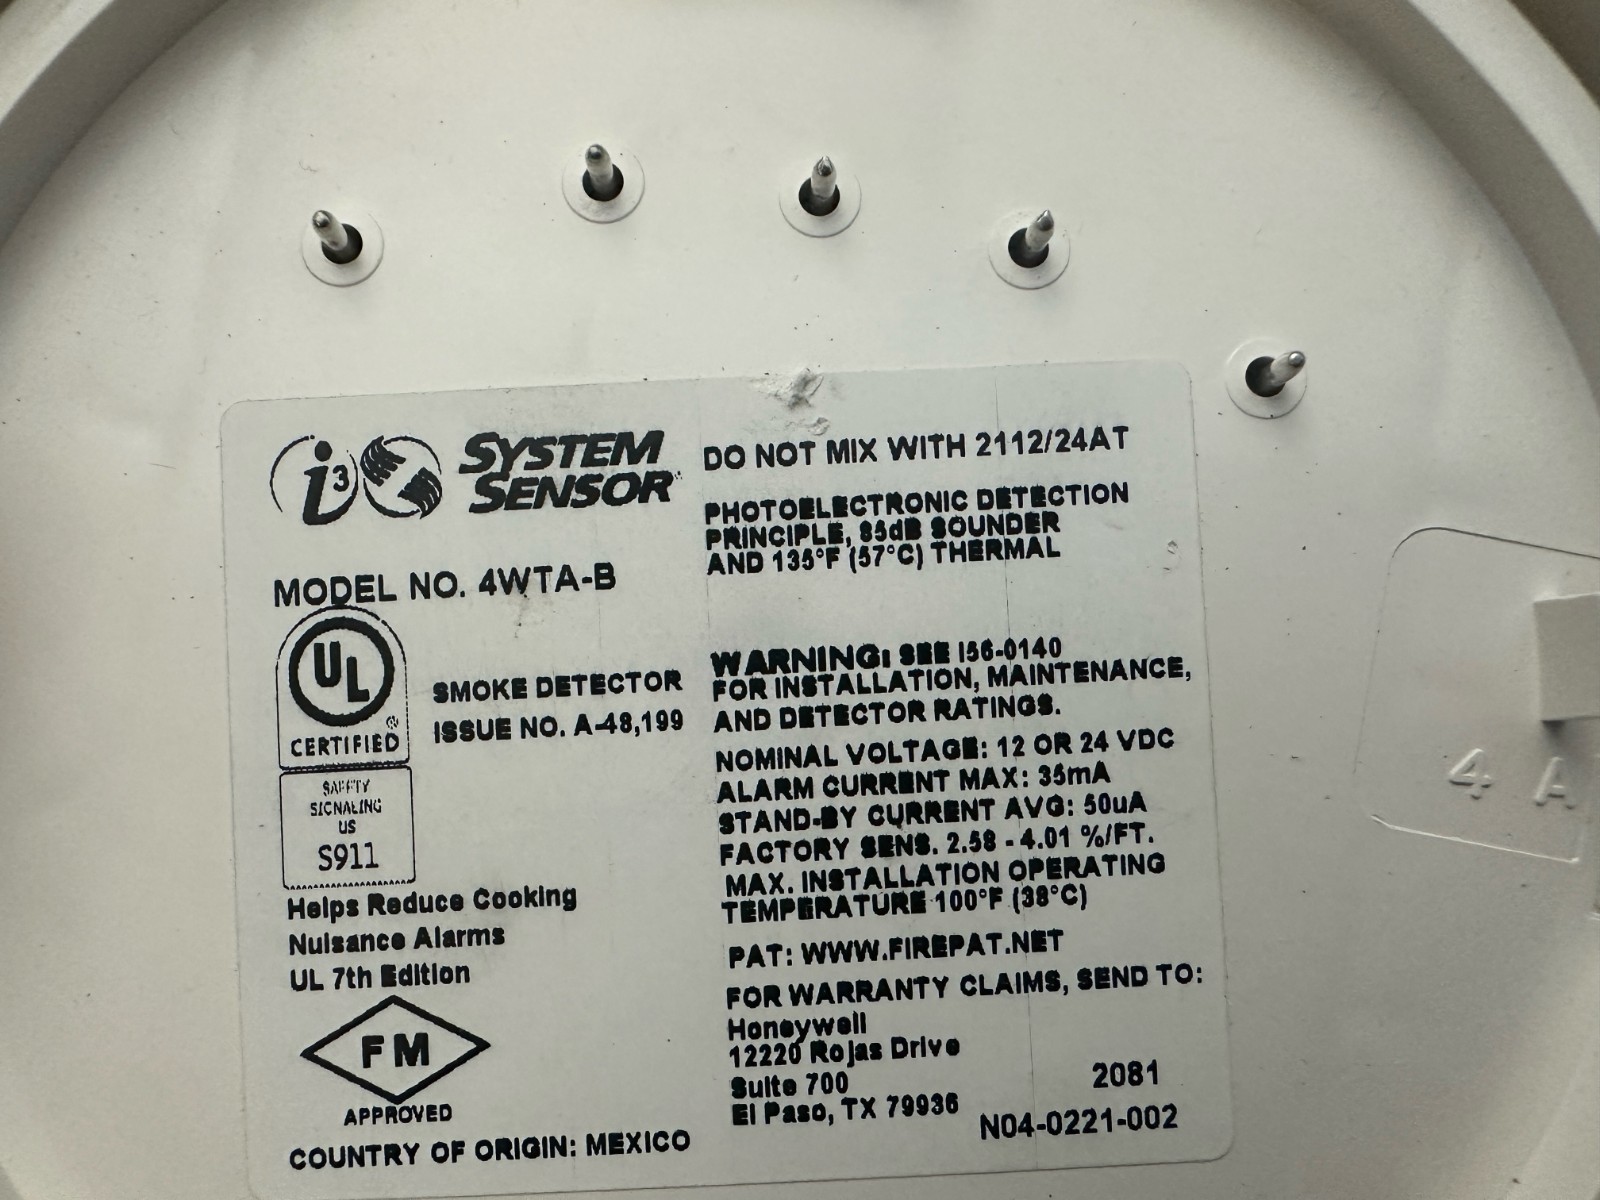 i3 SYSTEM
SENSOR
MODEL NO. 4WTA-B
UL
®
CERTIFIED
SAFETY
SIGNALING
US
S911
SMOKE DETECTOR
ISSUE NO. A-48,199
Helps Reduce Cooking
Nuisance Alarms
UL 7th Edition
FM
APPROVED
COUNTRY OF ORIGIN: MEXICO
DO NOT MIX WITH 2112/24AT
PHOTOELECTRONIC DETECTION
PRINCIPLE, 85dB SOUNDER
AND 135°F (57°C) THERMAL
WARNING: SEE I56-0140
FOR INSTALLATION, MAINTENANCE,
AND DETECTOR RATINGS.
NOMINAL VOLTAGE: 12 OR 24 VDC
ALARM CURRENT MAX: 35mA
STAND-BY CURRENT AVG: 50uA
FACTORY SENS. 2.58 - 4.01 %/FT.
MAX. INSTALLATION OPERATING
TEMPERATURE 100°F (38°C)
PAT: WWW.FIREPAT.NET
FOR WARRANTY CLAIMS, SEND TO:
Honeywell
12220 Rojas Drive
Suite 700
El Paso, TX 79936
2081
N04-0221-002
4 A